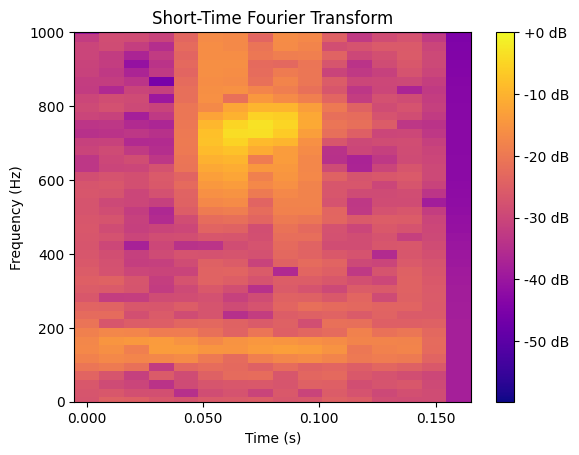 Short-Time Fourier Transform
1000
800
600
400
200
0
Frequency (Hz)
0.000
0.050
0.100
0.150
Time (s)
+0 dB
-10 dB
-20 dB
-30 dB
-40 dB
-50 dB